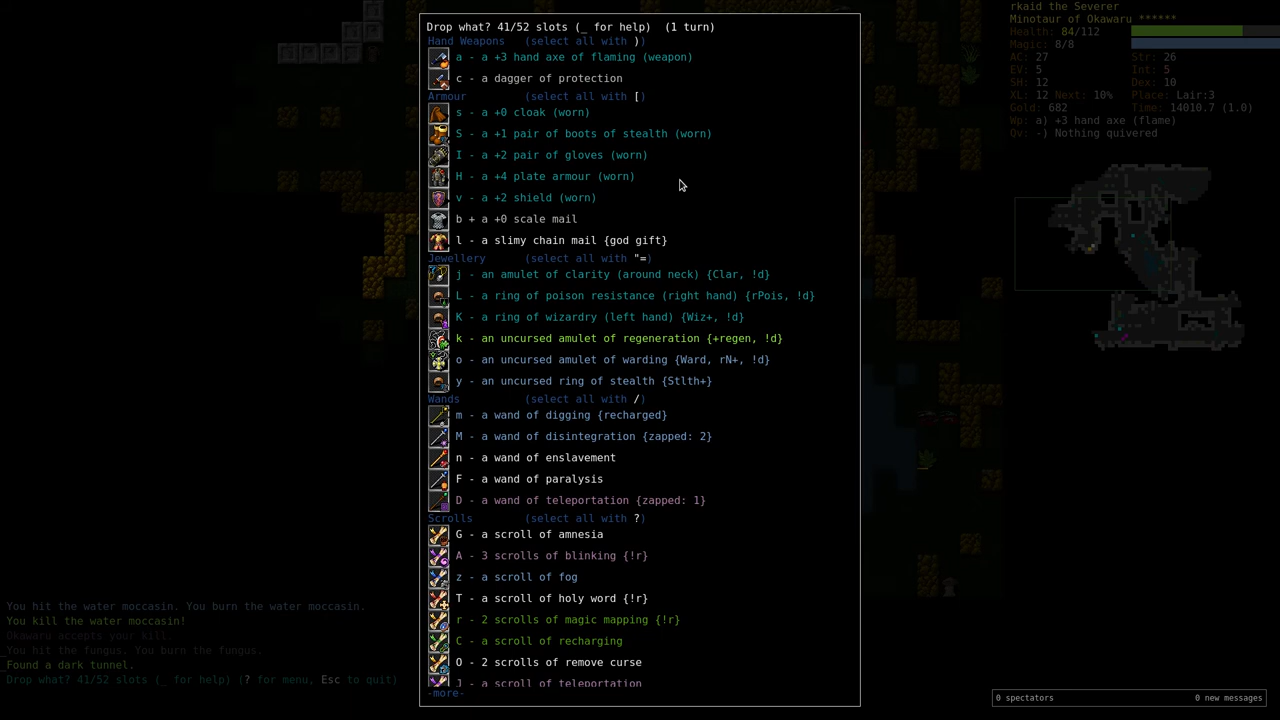 Drop what? 41/52 slots (_ for help)  (1 turn)
Hand Weapons   (select all with ))
a - a +3 hand axe of flaming (weapon)
c - a dagger of protection
Armour         (select all with [)
s - a +0 cloak (worn)
S - a +1 pair of boots of stealth (worn)
I - a +2 pair of gloves (worn)
H - a +4 plate armour (worn)
v - a +2 shield (worn)
b + a +0 scale mail
l - a slimy chain mail {god gift}
Jewellery      (select all with "=)
j - an amulet of clarity (around neck) {Clar, !d}
L - a ring of poison resistance (right hand) {rPois, !d}
K - a ring of wizardry (left hand) {Wiz+, !d}
k - an uncursed amulet of regeneration {+regen, !d}
o - an uncursed amulet of warding {Ward, rN+, !d}
y - an uncursed ring of stealth {Stlth+}
Wands          (select all with /)
m - a wand of digging {recharged}
M - a wand of disintegration {zapped: 2}
n - a wand of enslavement
F - a wand of paralysis
D - a wand of teleportation {zapped: 1}
Scrolls        (select all with ?)
G - a scroll of amnesia
A - 3 scrolls of blinking {!r}
z - a scroll of fog
T - a scroll of holy word {!r}
r - 2 scrolls of magic mapping {!r}
C - a scroll of recharging
O - 2 scrolls of remove curse
J - a scroll of teleportation
-more-
rkaid the Severer
Minotaur of Okawaru ******
Health: 84/112
Magic: 8/8
AC: 27 Str: 26
EV: 5 Int: 5
SH: 12 Dex: 10
XL: 12 Next: 10% Place: Lair:3
Gold: 682 Time: 14010.7 (1.0)
Wp: a) +3 hand axe (flame)
Qv: -) Nothing quivered
You hit the water moccasin. You burn the water moccasin.
You kill the water moccasin!
Okawaru accepts your kill.
You hit the fungus. You burn the fungus.
Found a dark tunnel.
Drop what? 41/52 slots (_ for help) (? for menu, Esc to quit)
0 spectators 0 new messages